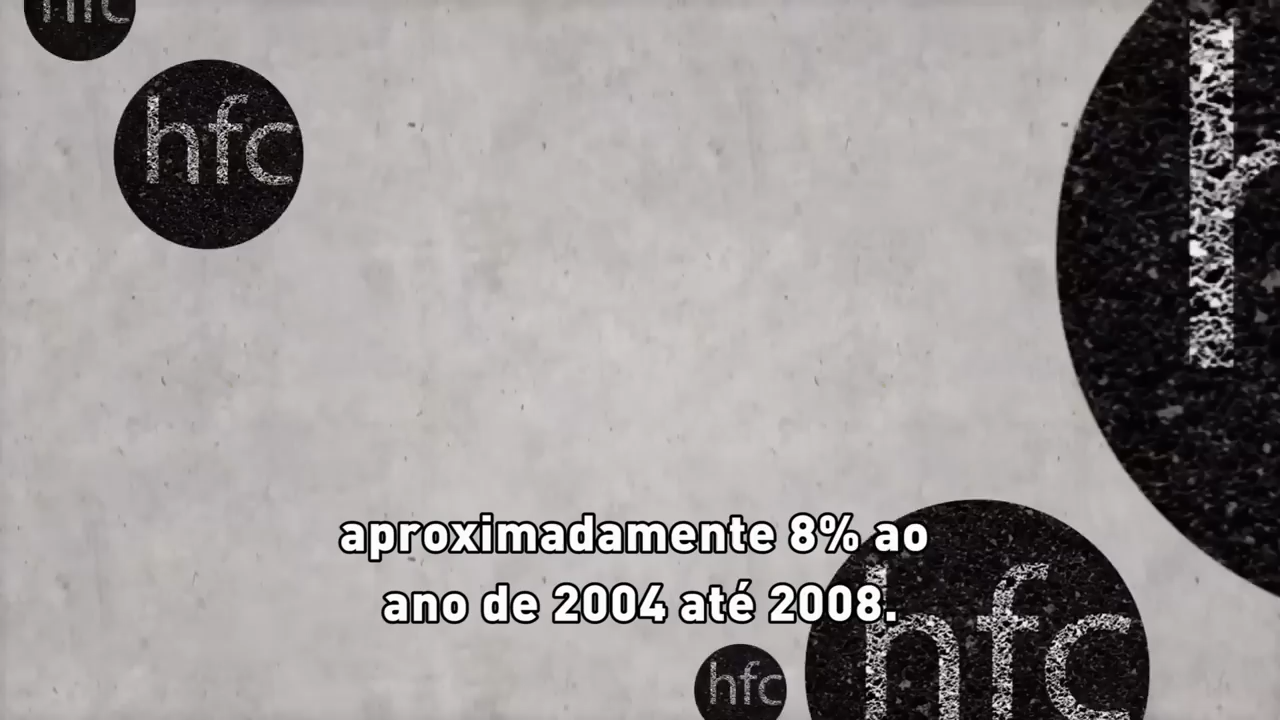 hfc
hfc
h
aproximadamente 8% ao
ano de 2004 até 2008.
hfc
hfc